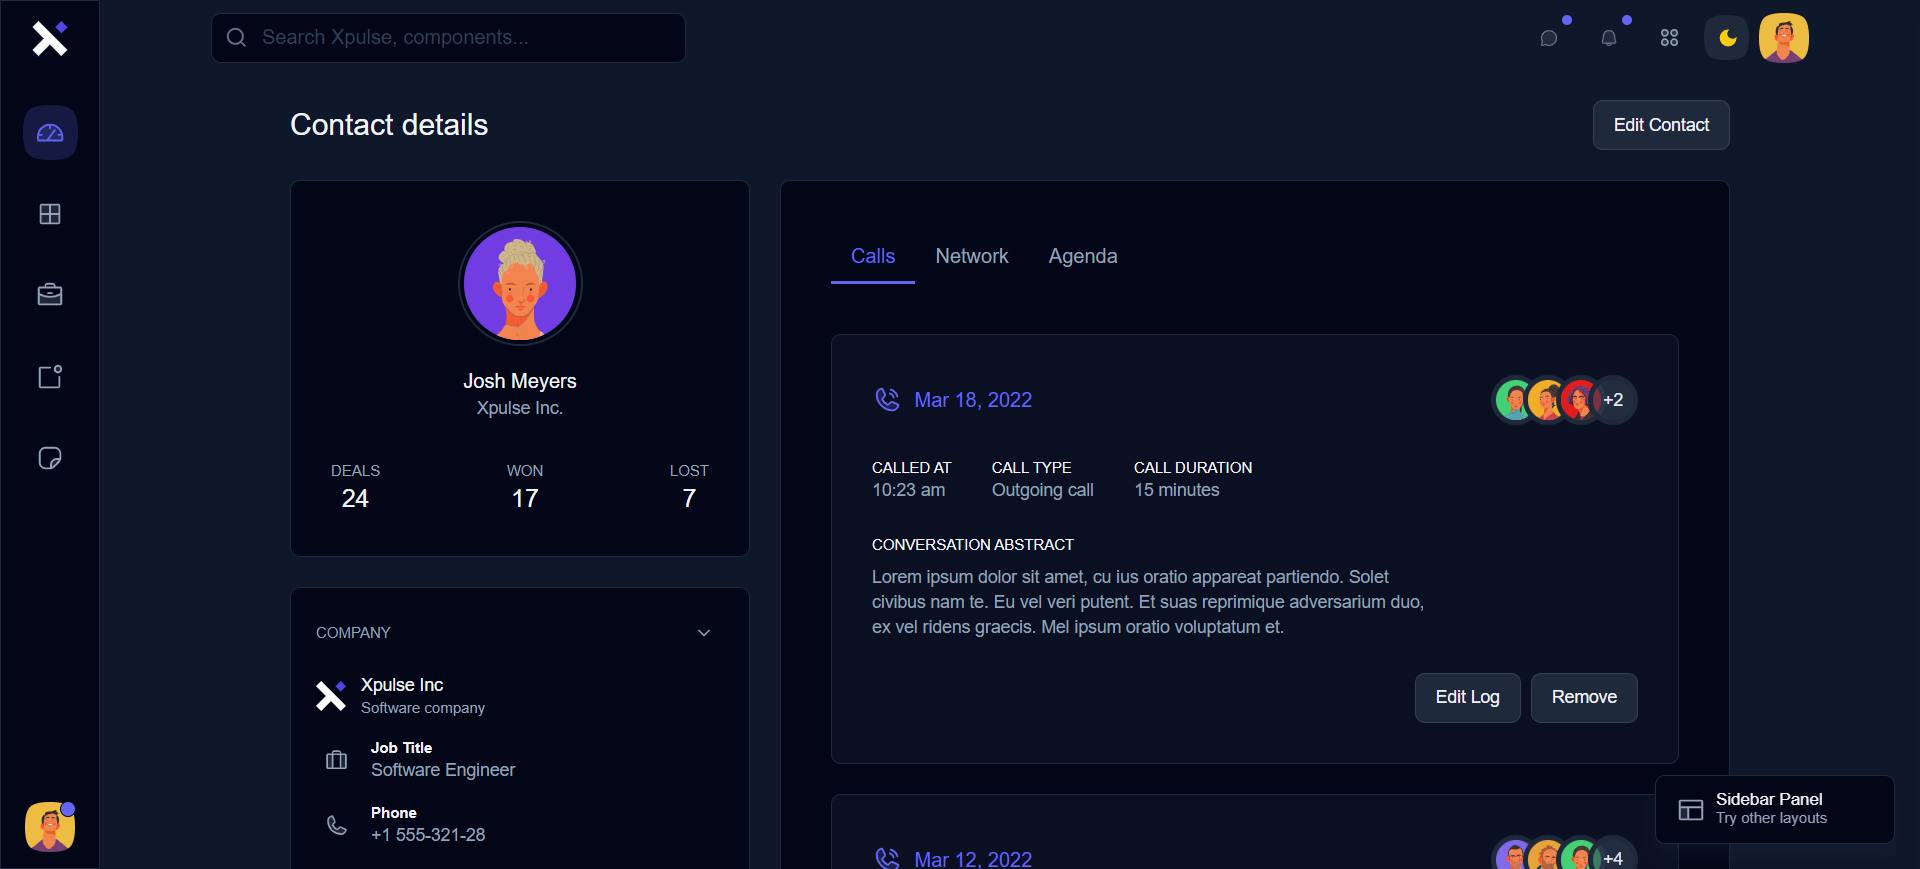 Search Xpulse, components...
Contact details
Edit Contact
Josh Meyers
Xpulse Inc.
DEALS
24
WON
17
LOST
7
COMPANY
Xpulse Inc
Software company
Job Title
Software Engineer
Phone
+1 555-321-28
Calls
Network
Agenda
Mar 18, 2022
+2
CALLED AT
10:23 am
CALL TYPE
Outgoing call
CALL DURATION
15 minutes
CONVERSATION ABSTRACT
Lorem ipsum dolor sit amet, cu ius oratio appareat partiendo. Solet
civibus nam te. Eu vel veri putent. Et suas reprimique adversarium duo,
ex vel ridens graecis. Mel ipsum oratio voluptatum et.
Edit Log
Remove
Mar 12, 2022
+4
Sidebar Panel
Try other layouts